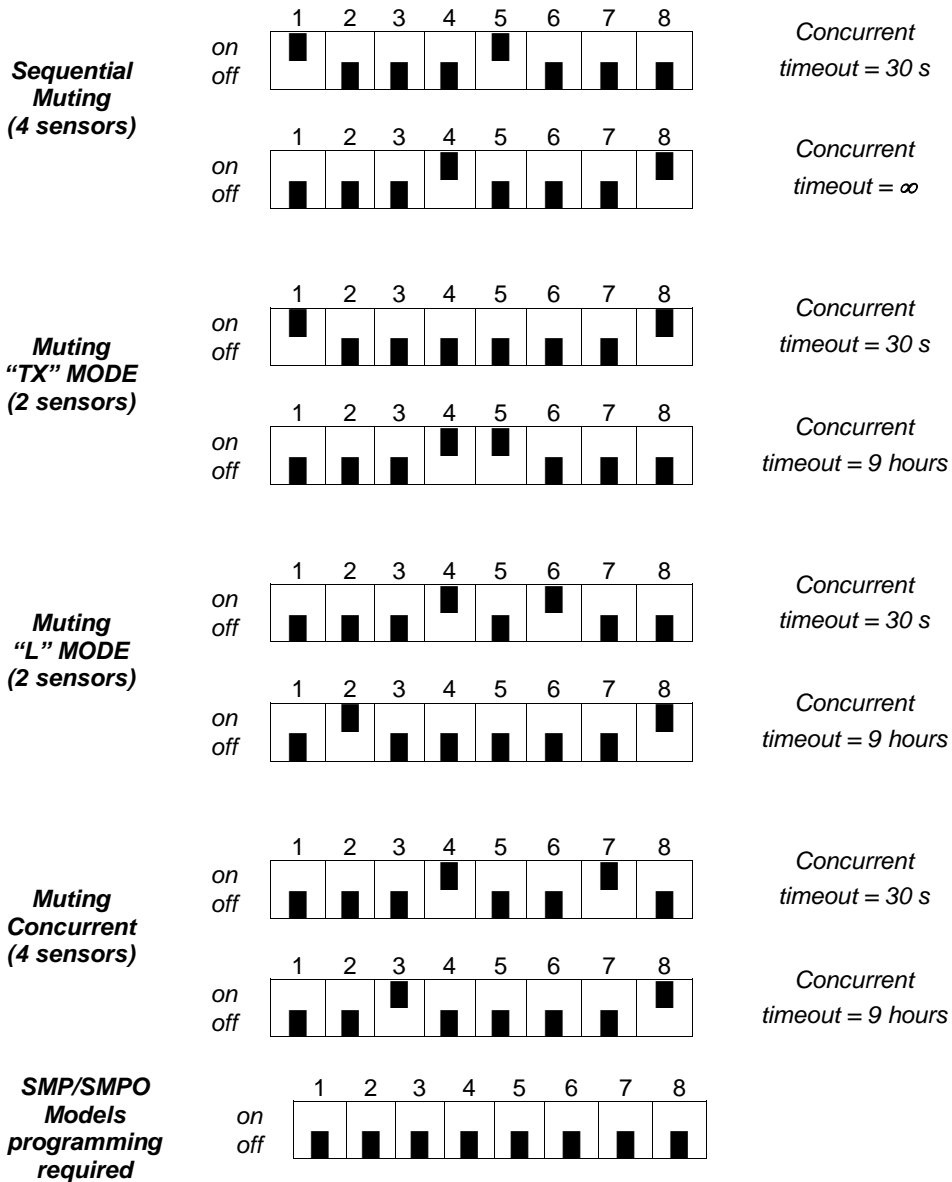 1 2 3 4 5 6 7 8
on
off
Sequential
Muting
(4 sensors)
Concurrent
timeout = 30 s
1 2 3 4 5 6 7 8
on
off
Concurrent
timeout = ∞
1 2 3 4 5 6 7 8
on
off
Muting
“TX” MODE
(2 sensors)
Concurrent
timeout = 30 s
1 2 3 4 5 6 7 8
on
off
Concurrent
timeout = 9 hours
1 2 3 4 5 6 7 8
on
off
Muting
“L” MODE
(2 sensors)
Concurrent
timeout = 30 s
1 2 3 4 5 6 7 8
on
off
Concurrent
timeout = 9 hours
1 2 3 4 5 6 7 8
on
off
Muting
Concurrent
(4 sensors)
Concurrent
timeout = 30 s
1 2 3 4 5 6 7 8
on
off
Concurrent
timeout = 9 hours
SMP/SMPO
Models
programming
required
1 2 3 4 5 6 7 8
on
off